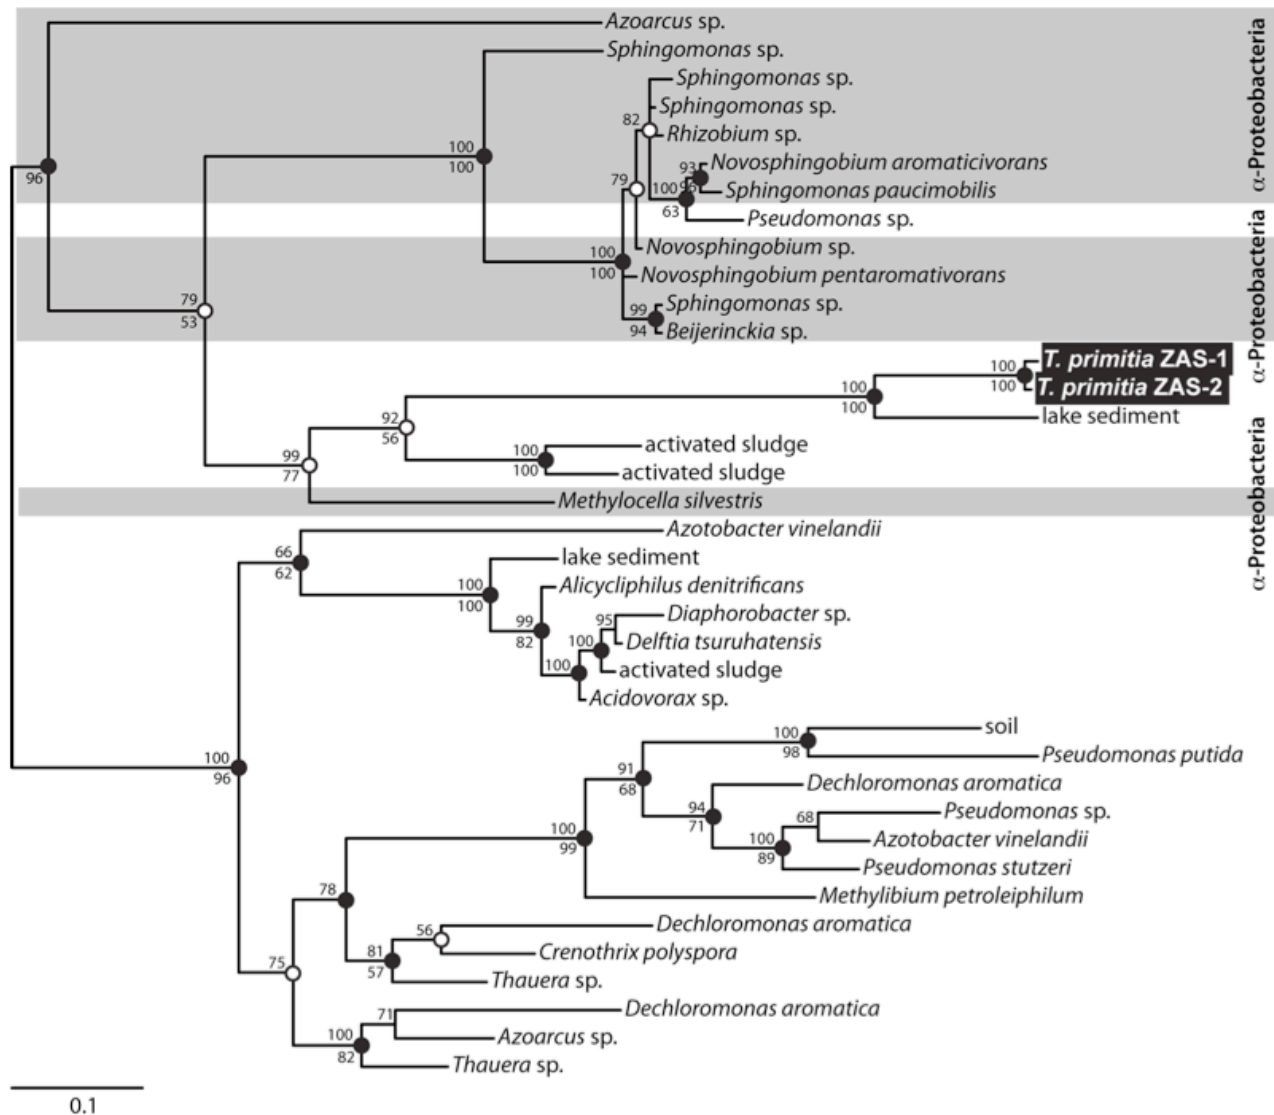 Azoarcus sp.
Sphingomonas sp.
Sphingomonas sp.
Sphingomonas sp.
82
Rhizobium sp.
100
100
93
96
Novosphingobium aromaticivorans
Sphingomonas paucimobilis
96
79
100
63
Pseudomonas sp.
α-Proteobacteria
Novosphingobium sp.
100
100
Novosphingobium pentaromativorans
Sphingomonas sp.
79
53
99
94
Beijerinckia sp.
α-Proteobacteria
T. primitia ZAS-1
100
100
T. primitia ZAS-2
100
100
lake sediment
92
56
activated sludge
100
100
activated sludge
99
77
Methylocella silvestris
α-Proteobacteria
Azotobacter vinelandii
66
62
lake sediment
100
100
Alicycliphilus denitrificans
Diaphorobacter sp.
99
82
95
Delftia tsuruhatensis
100
activated sludge
100
Acidovorax sp.
soil
100
98
Pseudomonas putida
100
96
91
68
Dechloromonas aromatica
Pseudomonas sp.
94
71
68
Azotobacter vinelandii
100
99
100
89
Pseudomonas stutzeri
Methylibium petroleiphilum
78
Dechloromonas aromatica
56
Crenothrix polyspora
81
57
Thauera sp.
75
Dechloromonas aromatica
71
Azoarcus sp.
100
82
Thauera sp.
0.1